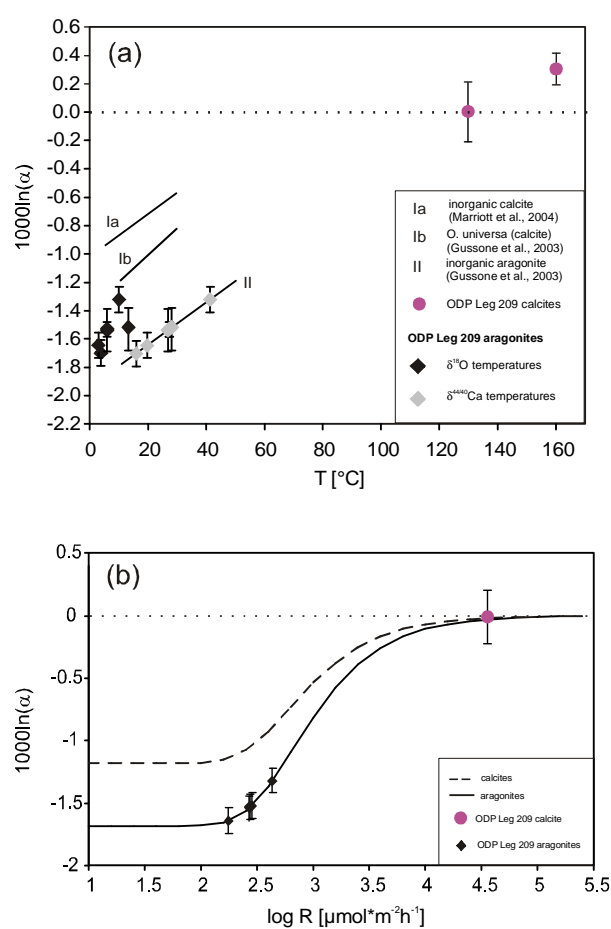 (a)
0.6
0.4
0.2
0.0
-0.2
-0.4
-0.6
-0.8
-1.0
-1.2
-1.4
-1.6
-1.8
-2.0
-2.2
1000ln(α)
Ia
Ib
II
Ia inorganic calcite
(Marriott et al., 2004)
Ib O. universa (calcite)
(Gussone et al., 2003)
II inorganic aragonite
(Gussone et al., 2003)
ODP Leg 209 calcites
ODP Leg 209 aragonites
δ18O temperatures
δ44/40Ca temperatures
0 20 40 60 80 100 120 140 160
T [°C]
(b)
0.5
0
-0.5
-1
-1.5
-2
1000ln(α)
calcites
aragonites
ODP Leg 209 calcite
ODP Leg 209 aragonites
1 1.5 2 2.5 3 3.5 4 4.5 5 5.5
log R [µmol*m-2h-1]